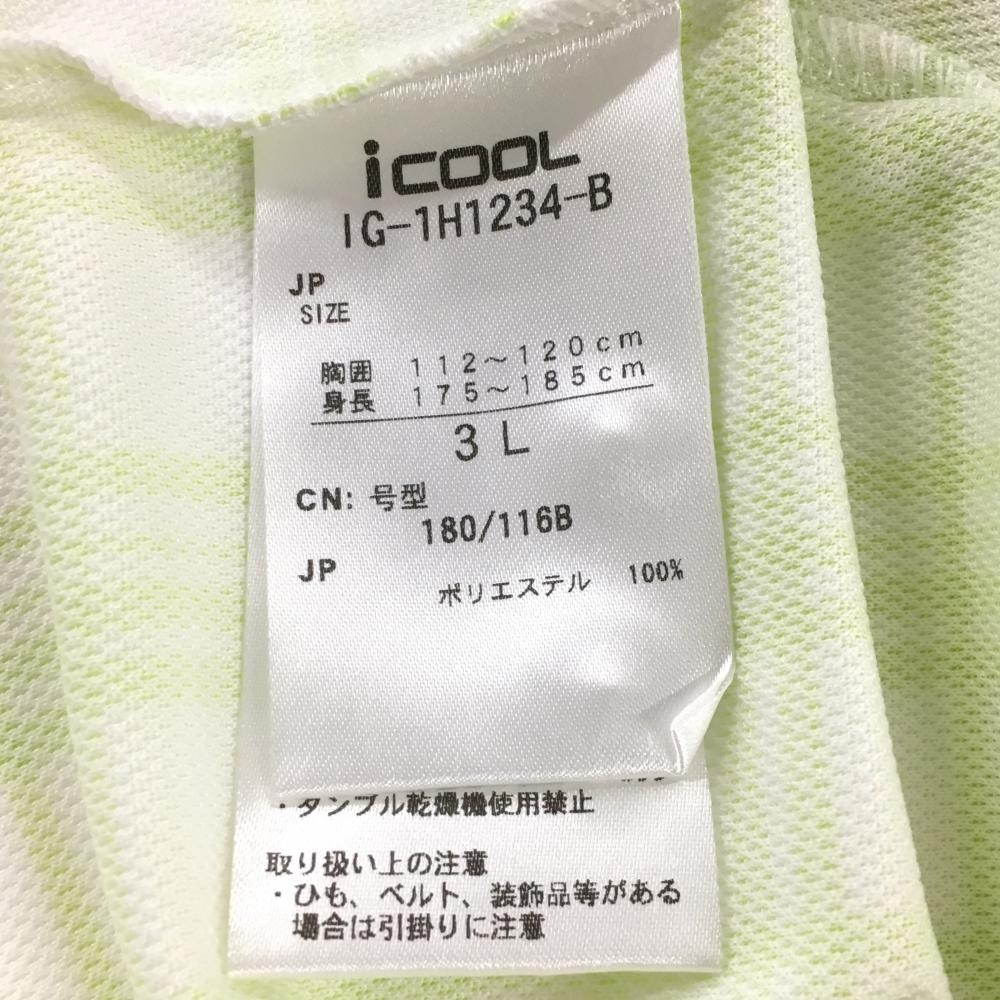 iCOOL
IG-1H1234-B
JP
SIZE
胸囲 112～120cm
身長 175～185cm
3L
CN: 号型
180/116B
JP
ポリエステル 100%
・タンブル乾燥機使用禁止
取り扱い上の注意
・ひも、ベルト、装飾品等がある
場合は引掛りに注意